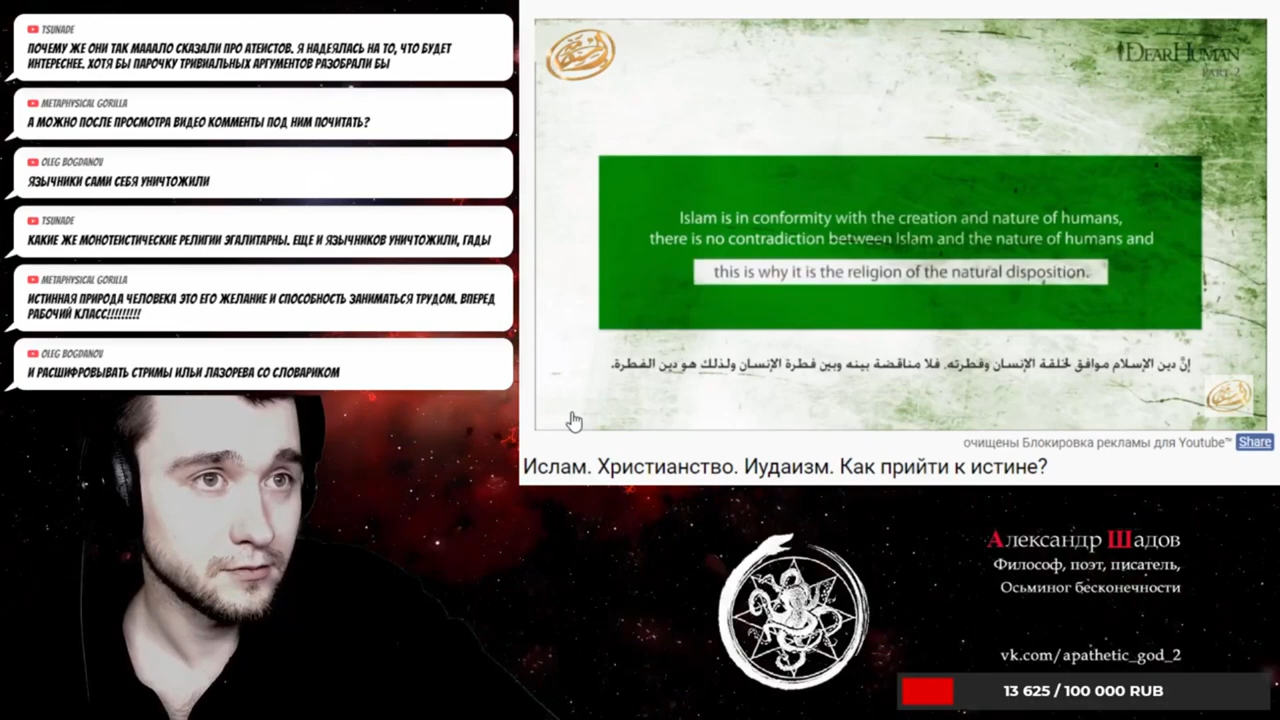 TSUNADE
ПОЧЕМУ ЖЕ ОНИ ТАК МАААЛО СКАЗАЛИ ПРО АТЕИСТОВ. Я НАДЕЯЛАСЬ НА ТО, ЧТО БУДЕТ
ИНТЕРЕСНЕЕ. ХОТЯ БЫ ПАРОЧКУ ТРИВИАЛЬНЫХ АРГУМЕНТОВ РАЗОБРАЛИ БЫ
METAPHYSICAL GORILLA
А МОЖНО ПОСЛЕ ПРОСМОТРА ВИДЕО КОММЕНТЫ ПОД НИМ ПОЧИТАТЬ?
OLEG BOGDANOV
ЯЗЫЧНИКИ САМИ СЕБЯ УНИЧТОЖИЛИ
TSUNADE
КАКИЕ ЖЕ МОНОТЕИСТИЧЕСКИЕ РЕЛИГИИ ЭГАЛИТАРНЫ. ЕЩЕ И ЯЗЫЧНИКОВ УНИЧТОЖИЛИ, ГАДЫ
METAPHYSICAL GORILLA
ИСТИННАЯ ПРИРОДА ЧЕЛОВЕКА ЭТО ЕГО ЖЕЛАНИЕ И СПОСОБНОСТЬ ЗАНИМАТЬСЯ ТРУДОМ. ВПЕРЕД
РАБОЧИЙ КЛАСС!!!!!!!!!
OLEG BOGDANOV
И РАСШИФРОВЫВАТЬ СТРИМЫ ИЛЬИ ЛАЗОРЕВА СО СЛОВАРИКОМ
DEARHUMAN
PART 2
Islam is in conformity with the creation and nature of humans,
there is no contradiction between Islam and the nature of humans and
this is why it is the religion of the natural disposition.
إنَّ دين الإسلام موافق لخلقة الإنسان وفطرته. فلا مناقضة بينه وبين فطرة الإنسان ولذلك هو دين الفطرة.
очищены Блокировка рекламы для Youtube™ Share
Ислам. Христианство. Иудаизм. Как прийти к истине?
Александр Шадов
Философ, поэт, писатель,
Осьминог бесконечности
vk.com/apathetic_god_2
13 625 / 100 000 RUB